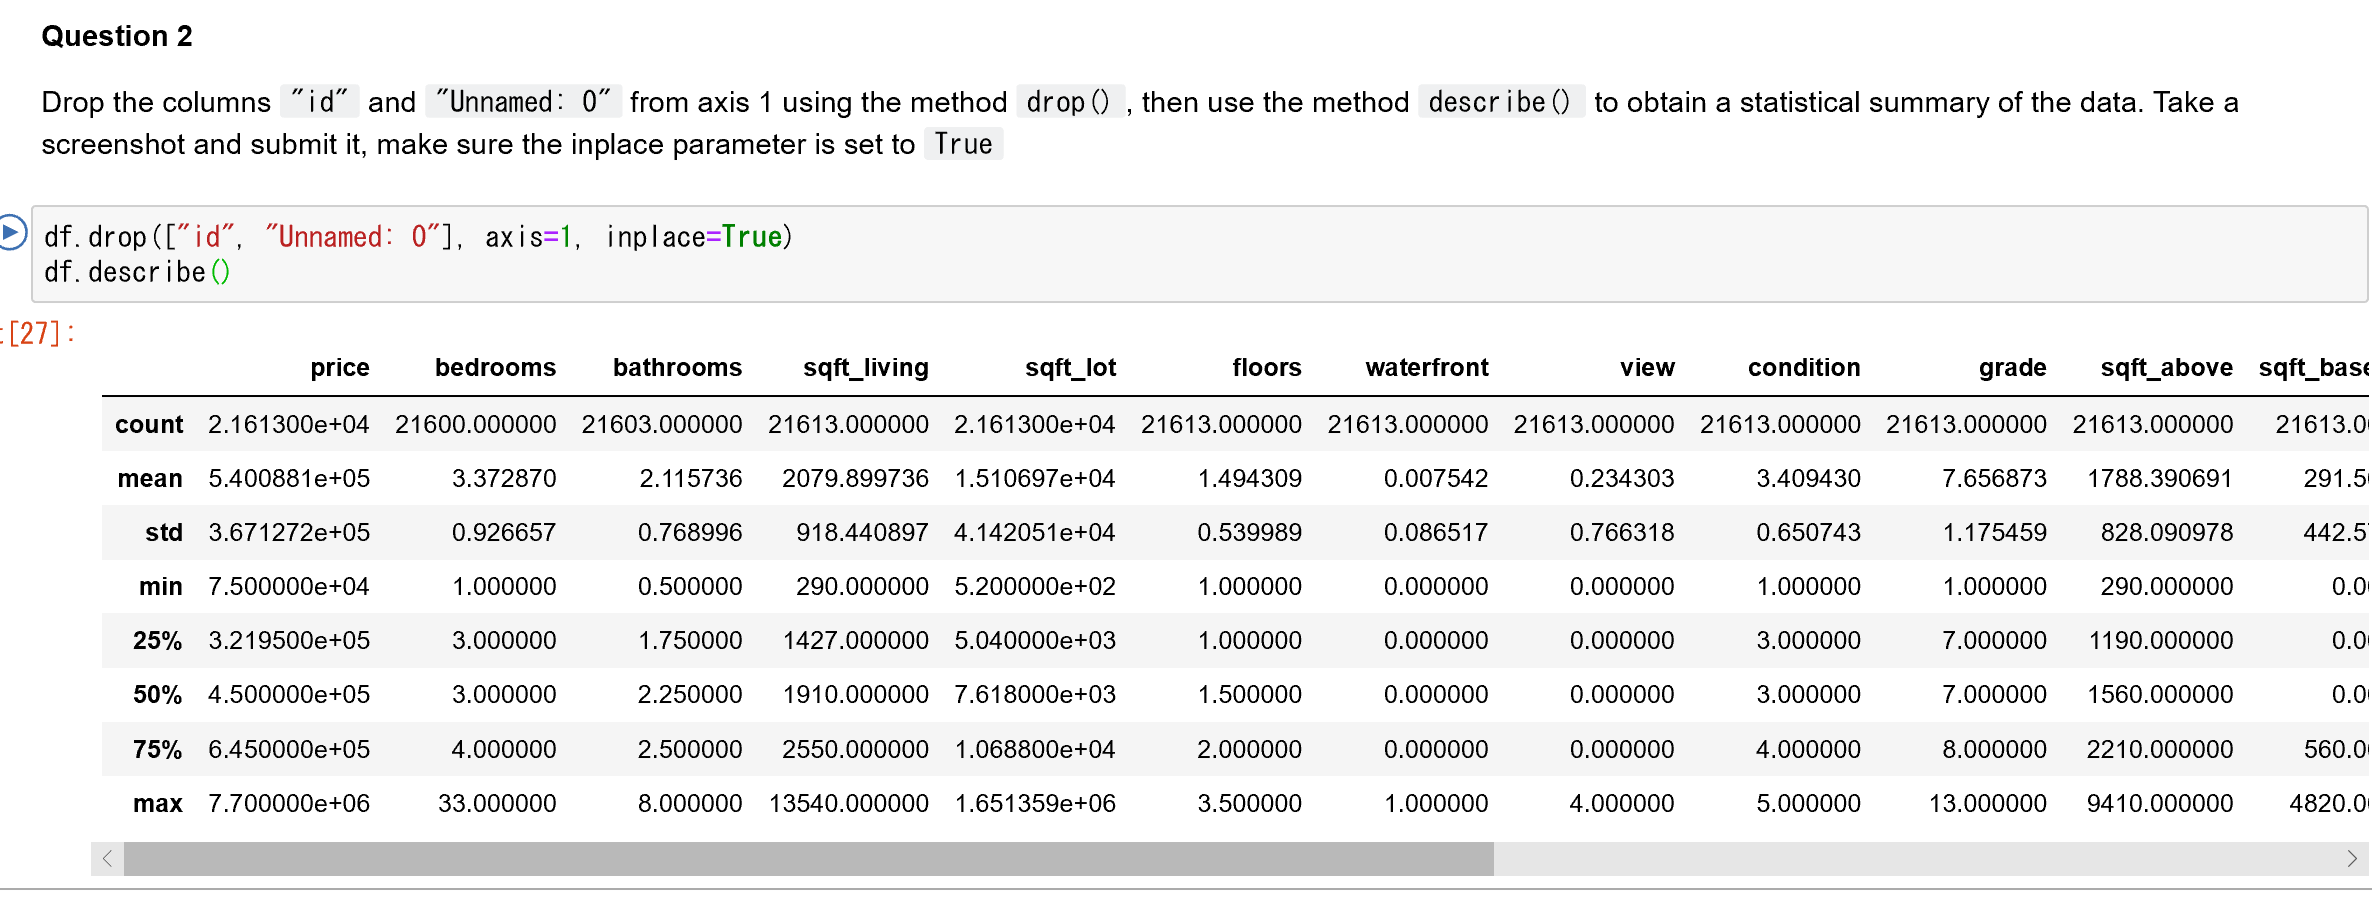 Question 2
Drop the columns "id" and "Unnamed: 0" from axis 1 using the method drop() , then use the method describe() to obtain a statistical summary of the data. Take a
screenshot and submit it, make sure the inplace parameter is set to True
df.drop(["id", "Unnamed: 0"], axis=1, inplace=True)
df.describe()
t[27]:
price bedrooms bathrooms sqft_living sqft_lot floors waterfront view condition grade sqft_above sqft_base
count 2.161300e+04 21600.000000 21603.000000 21613.000000 2.161300e+04 21613.000000 21613.000000 21613.000000 21613.000000 21613.000000 21613.000000 21613.0
mean 5.400881e+05 3.372870 2.115736 2079.899736 1.510697e+04 1.494309 0.007542 0.234303 3.409430 7.656873 1788.390691 291.5
std 3.671272e+05 0.926657 0.768996 918.440897 4.142051e+04 0.539989 0.086517 0.766318 0.650743 1.175459 828.090978 442.5
min 7.500000e+04 1.000000 0.500000 290.000000 5.200000e+02 1.000000 0.000000 0.000000 1.000000 1.000000 290.000000 0.0
25% 3.219500e+05 3.000000 1.750000 1427.000000 5.040000e+03 1.000000 0.000000 0.000000 3.000000 7.000000 1190.000000 0.0
50% 4.500000e+05 3.000000 2.250000 1910.000000 7.618000e+03 1.500000 0.000000 0.000000 3.000000 7.000000 1560.000000 0.0
75% 6.450000e+05 4.000000 2.500000 2550.000000 1.068800e+04 2.000000 0.000000 0.000000 4.000000 8.000000 2210.000000 560.0
max 7.700000e+06 33.000000 8.000000 13540.000000 1.651359e+06 3.500000 1.000000 4.000000 5.000000 13.000000 9410.000000 4820.0